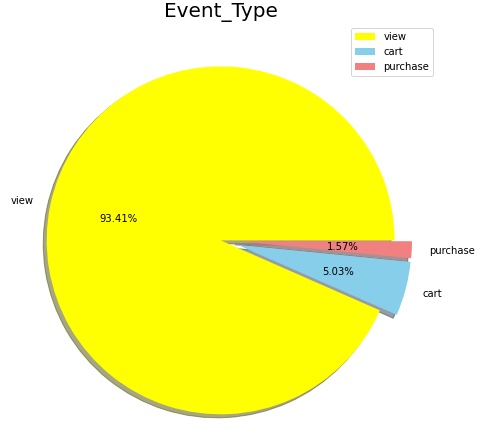 Event_Type
view
cart
purchase
view
93.41%
1.57%
purchase
5.03%
cart